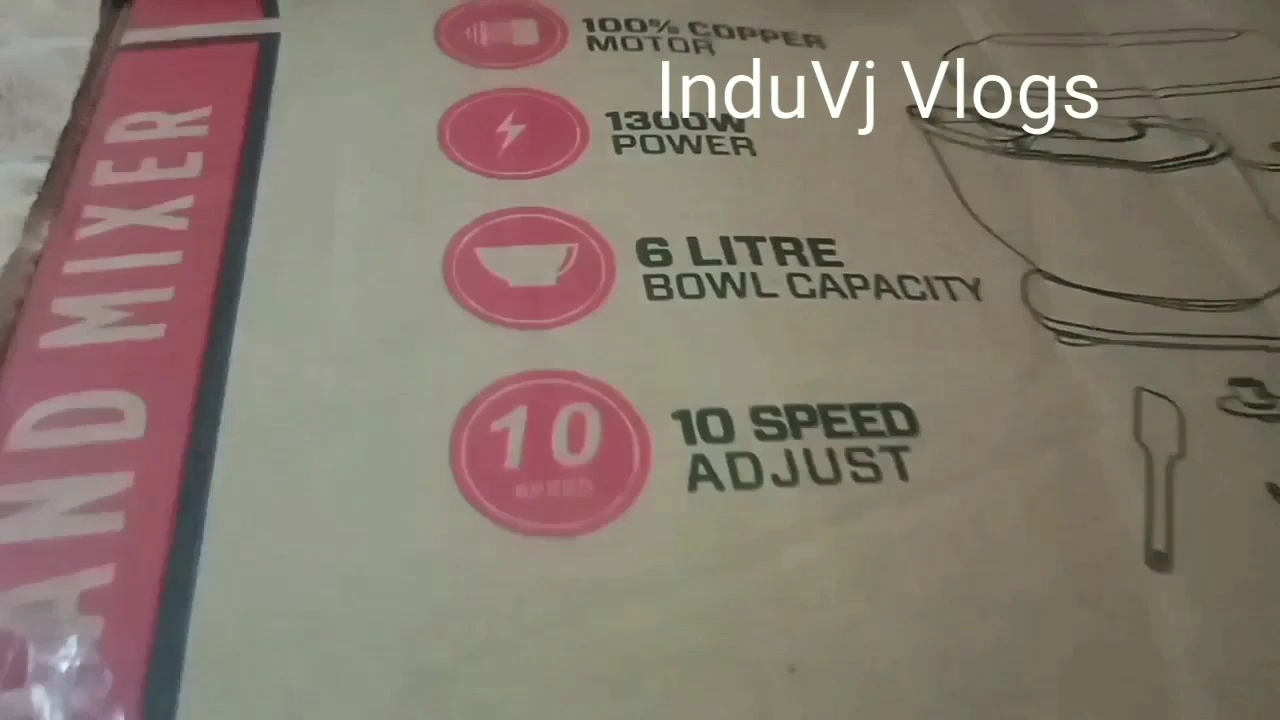 100% COPPER
MOTOR
InduVj Vlogs
1300W
POWER
6 LITRE
BOWL CAPACITY
10
10 SPEED
ADJUST
AND MIXER